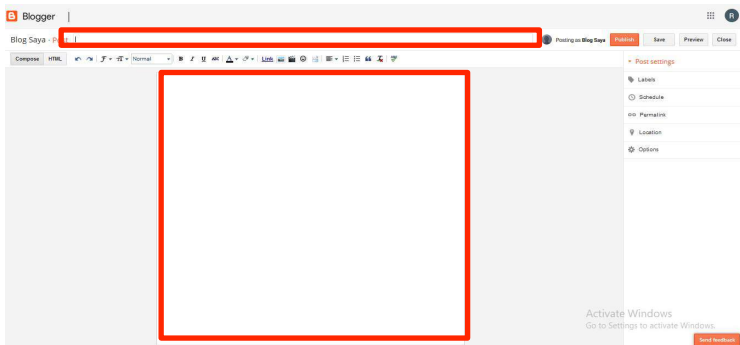 Blogger
R
Blog Saya · Post
Posting as Blog Saya Publish Save Preview Close
Compose HTML Normal B I U ABC A Link
Post settings
Labels
Schedule
Permalink
Location
Options
Activate Windows
Go to Settings to activate Windows.
Send feedback